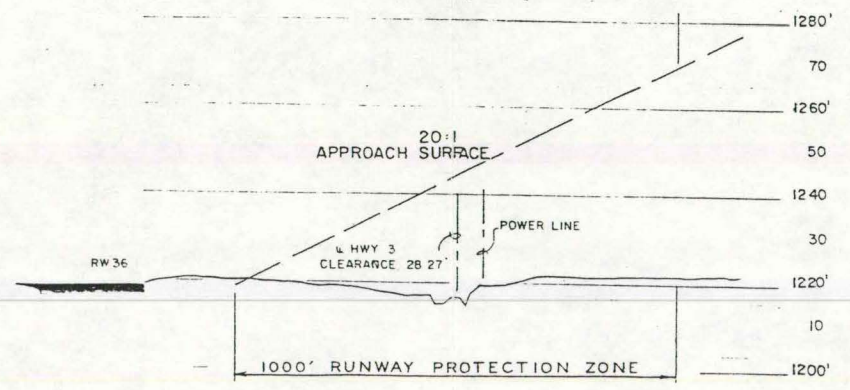 1280'
70
1260'
20:1
APPROACH SURFACE
50
1240
POWER LINE
30
℄ HWY 3
CLEARANCE 28 27'
RW 36
1220'
10
1000' RUNWAY PROTECTION ZONE
1200'